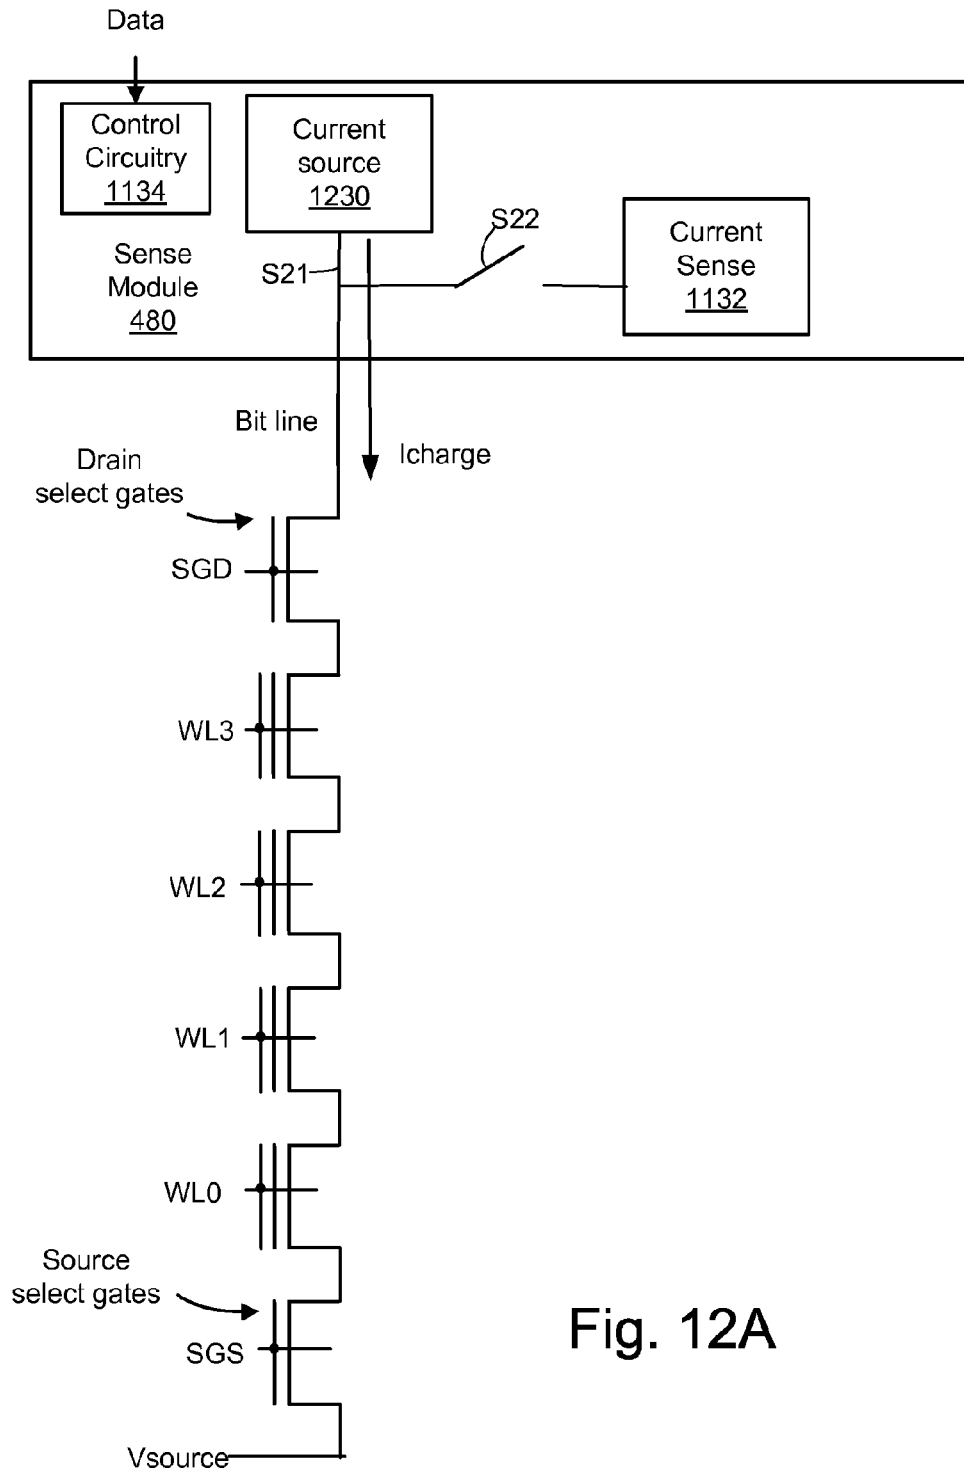 Data
Control
Circuitry
1134
Current
source
1230
S22
Current
Sense
1132
Sense
Module
480
S21
Bit line
Icharge
Drain
select gates
SGD
WL3
WL2
WL1
WL0
Source
select gates
SGS
Vsource
Fig. 12A